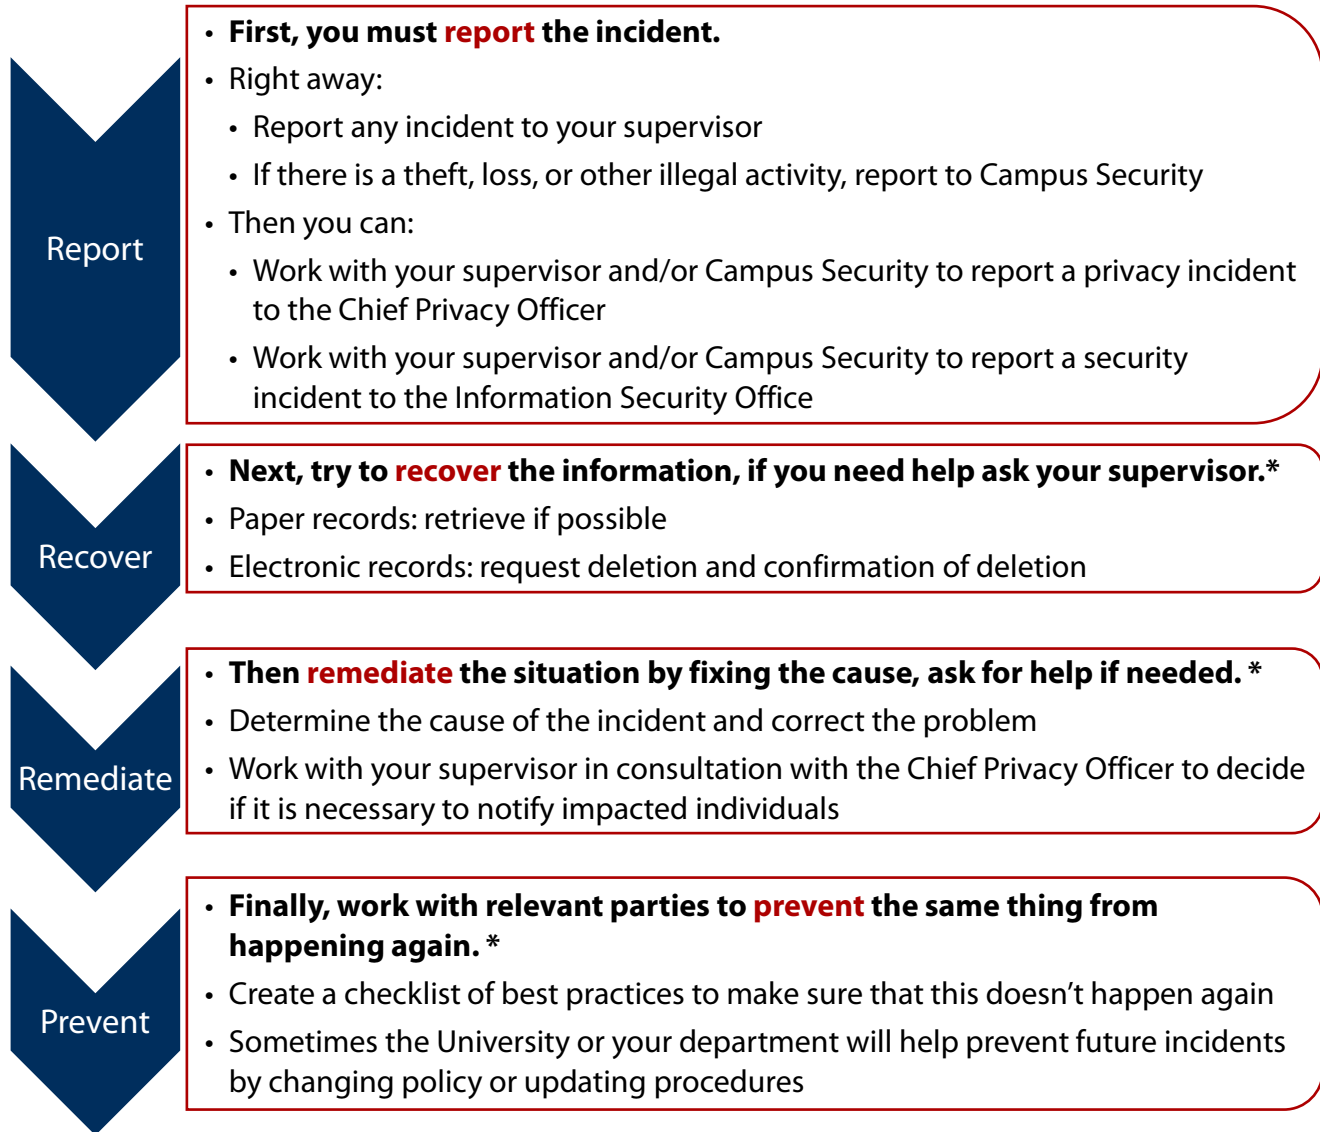 Report
• First, you must report the incident.
• Right away:
• Report any incident to your supervisor
• If there is a theft, loss, or other illegal activity, report to Campus Security
• Then you can:
• Work with your supervisor and/or Campus Security to report a privacy incident
to the Chief Privacy Officer
• Work with your supervisor and/or Campus Security to report a security
incident to the Information Security Office
Recover
• Next, try to recover the information, if you need help ask your supervisor.*
• Paper records: retrieve if possible
• Electronic records: request deletion and confirmation of deletion
Remediate
• Then remediate the situation by fixing the cause, ask for help if needed. *
• Determine the cause of the incident and correct the problem
• Work with your supervisor in consultation with the Chief Privacy Officer to decide
if it is necessary to notify impacted individuals
Prevent
• Finally, work with relevant parties to prevent the same thing from
happening again. *
• Create a checklist of best practices to make sure that this doesn’t happen again
• Sometimes the University or your department will help prevent future incidents
by changing policy or updating procedures